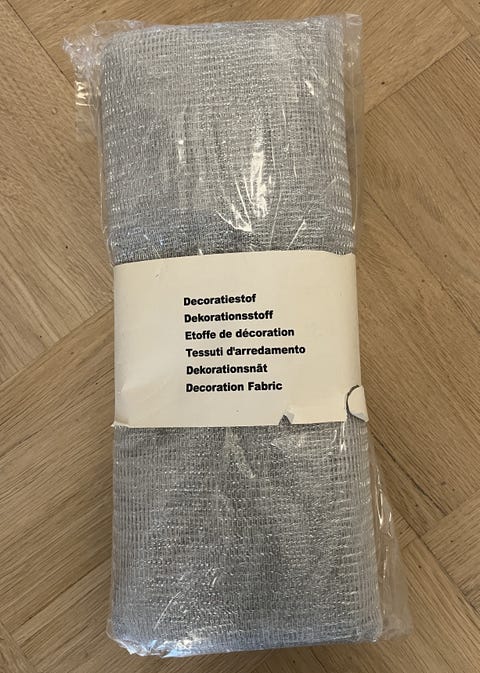 Decoratiestof
Dekorationsstoff
Etoffe de décoration
Tessuti d'arredamento
Dekorationsnät
Decoration Fabric